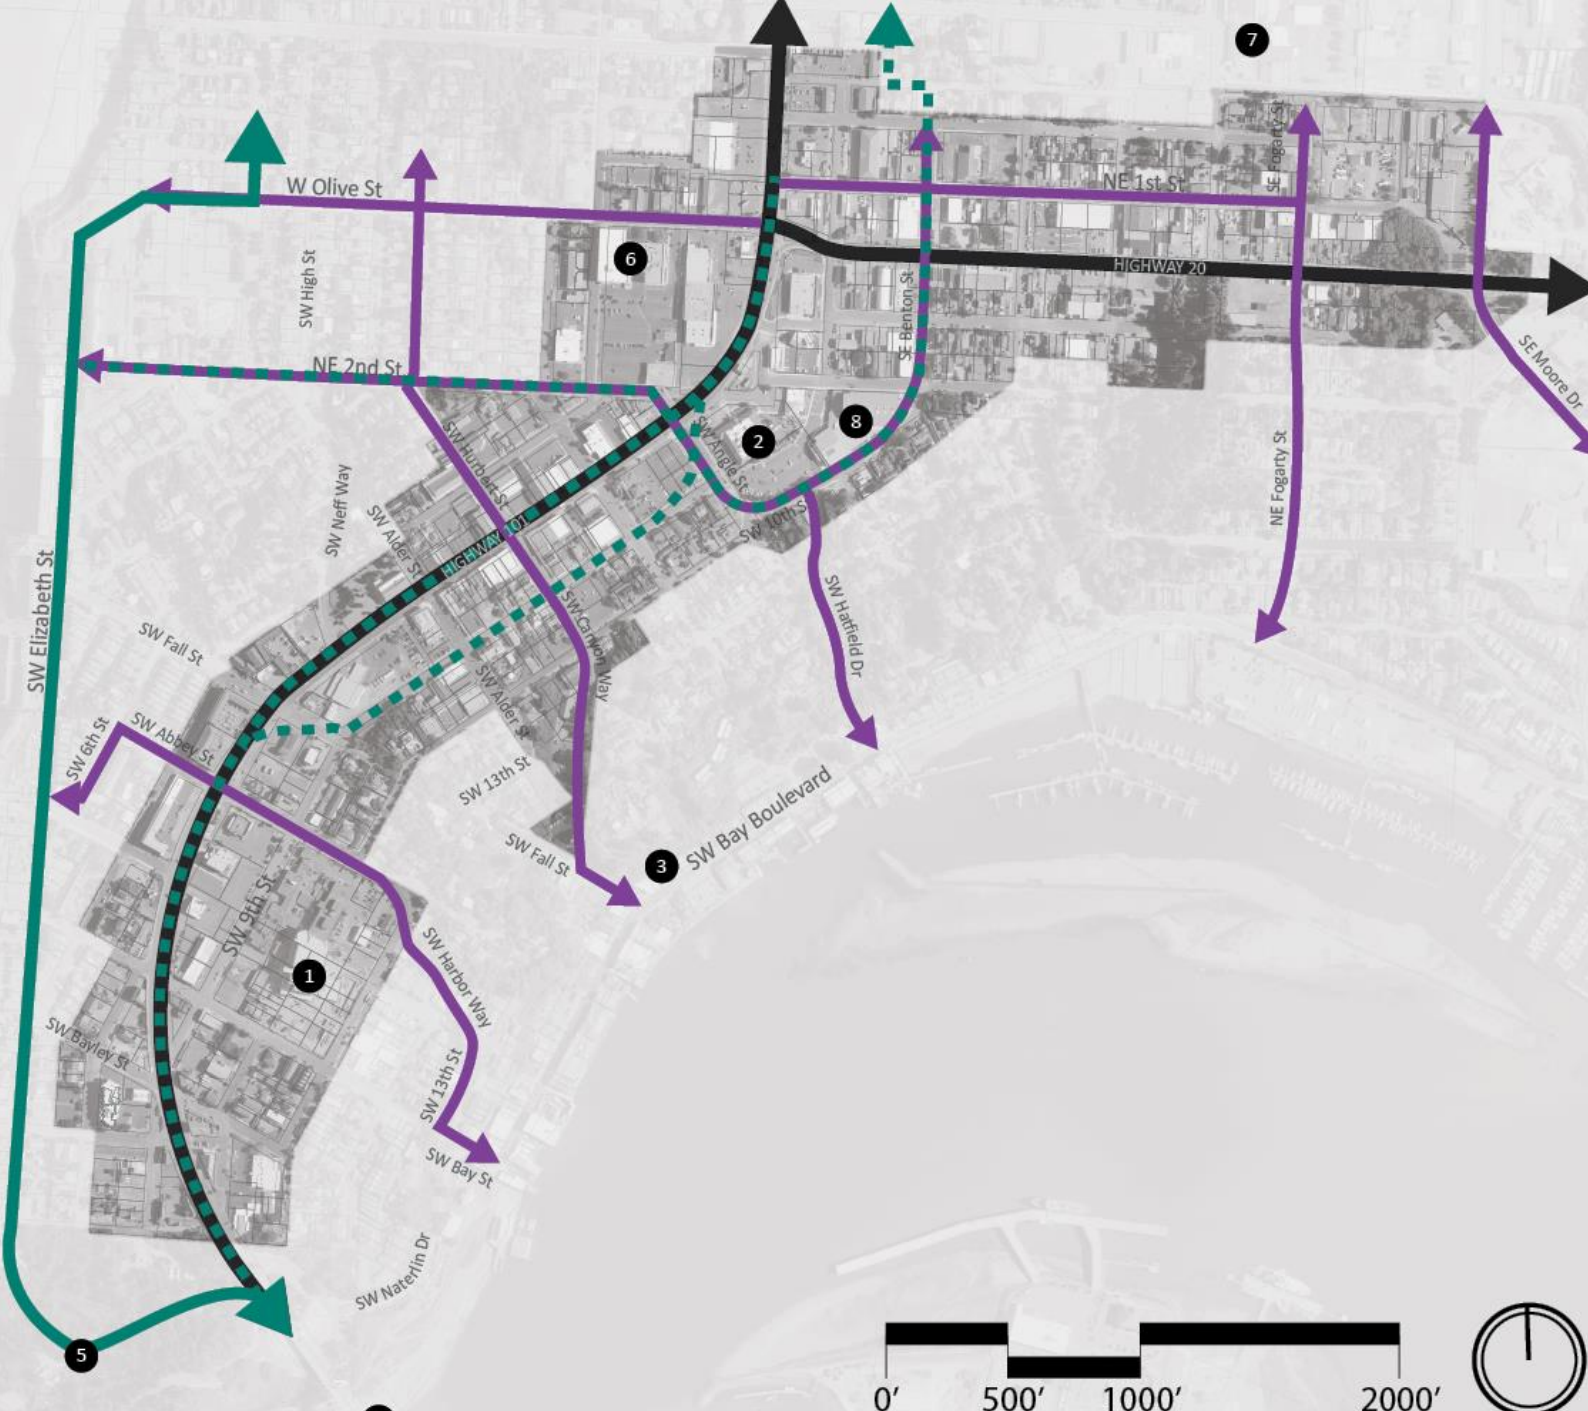 7
SE Fogarty St
W Olive St
NE 1st St
6
SW High St
HIGHWAY 20
SE Benton St
SE Moore Dr
NE 2nd St
8
2
SW Angle St
SW Hurbert St
NE Fogarty St
SW Neff Way
SW Alder St
HIGHWAY 101
SW 10th S
SW Elizabeth St
SW Hatfield Dr
SW Canyon Way
SW Fall St
SW Alder St
SW 6th St
SW Abbey St
SW 13th St
SW Bay Boulevard
SW Fall St
3
SW 9th St
1
SW Harbor Way
SW Bayley St
SW 13th St
SW Bay St
SW Naterlin Dr
5
0' 500' 1000' 2000'